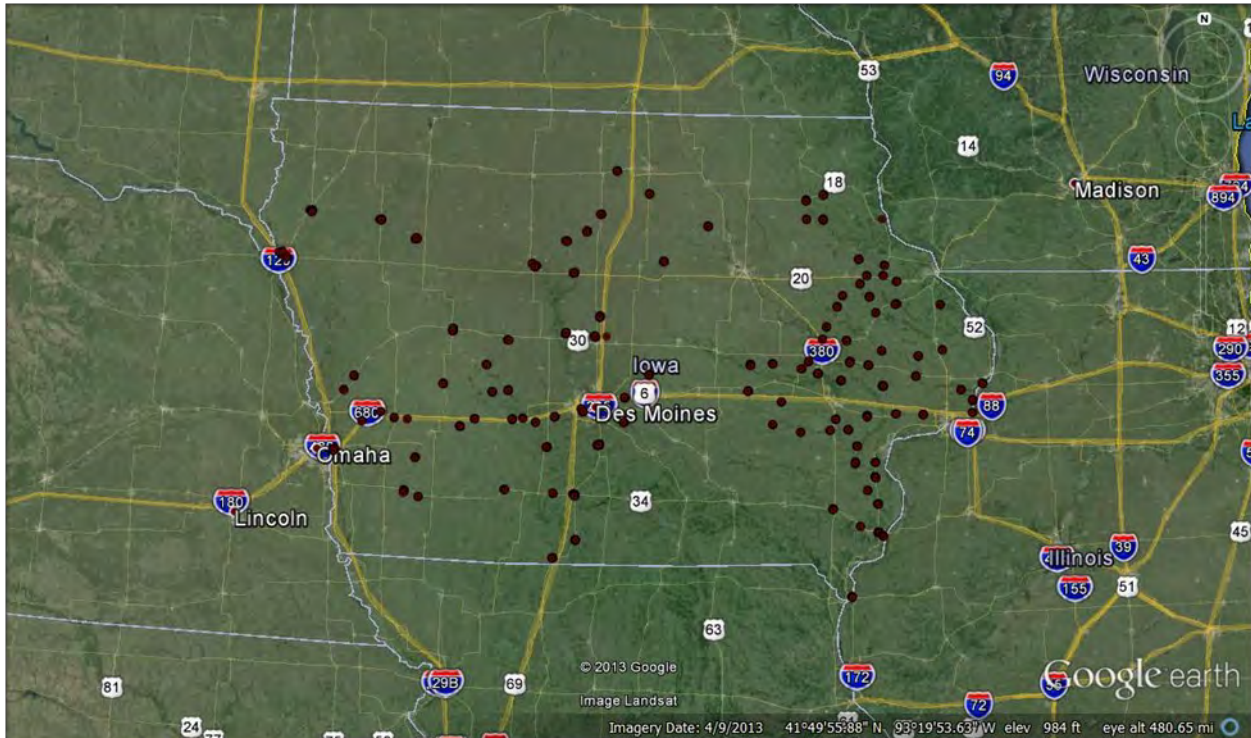 N
Wisconsin
53
94
14
18
Madison
894
43
20
52
30
380
290
355
Iowa
6
680
Des Moines
88
74
Omaha
180
Lincoln
34
Illinois
39
45
155
51
63
© 2013 Google
Google earth
81
29B
69
172
Image Landsat
72
24
Imagery Date: 4/9/2013 41°49'55.88" N 93°19'53.63" W elev 984 ft eye alt 480.65 mi